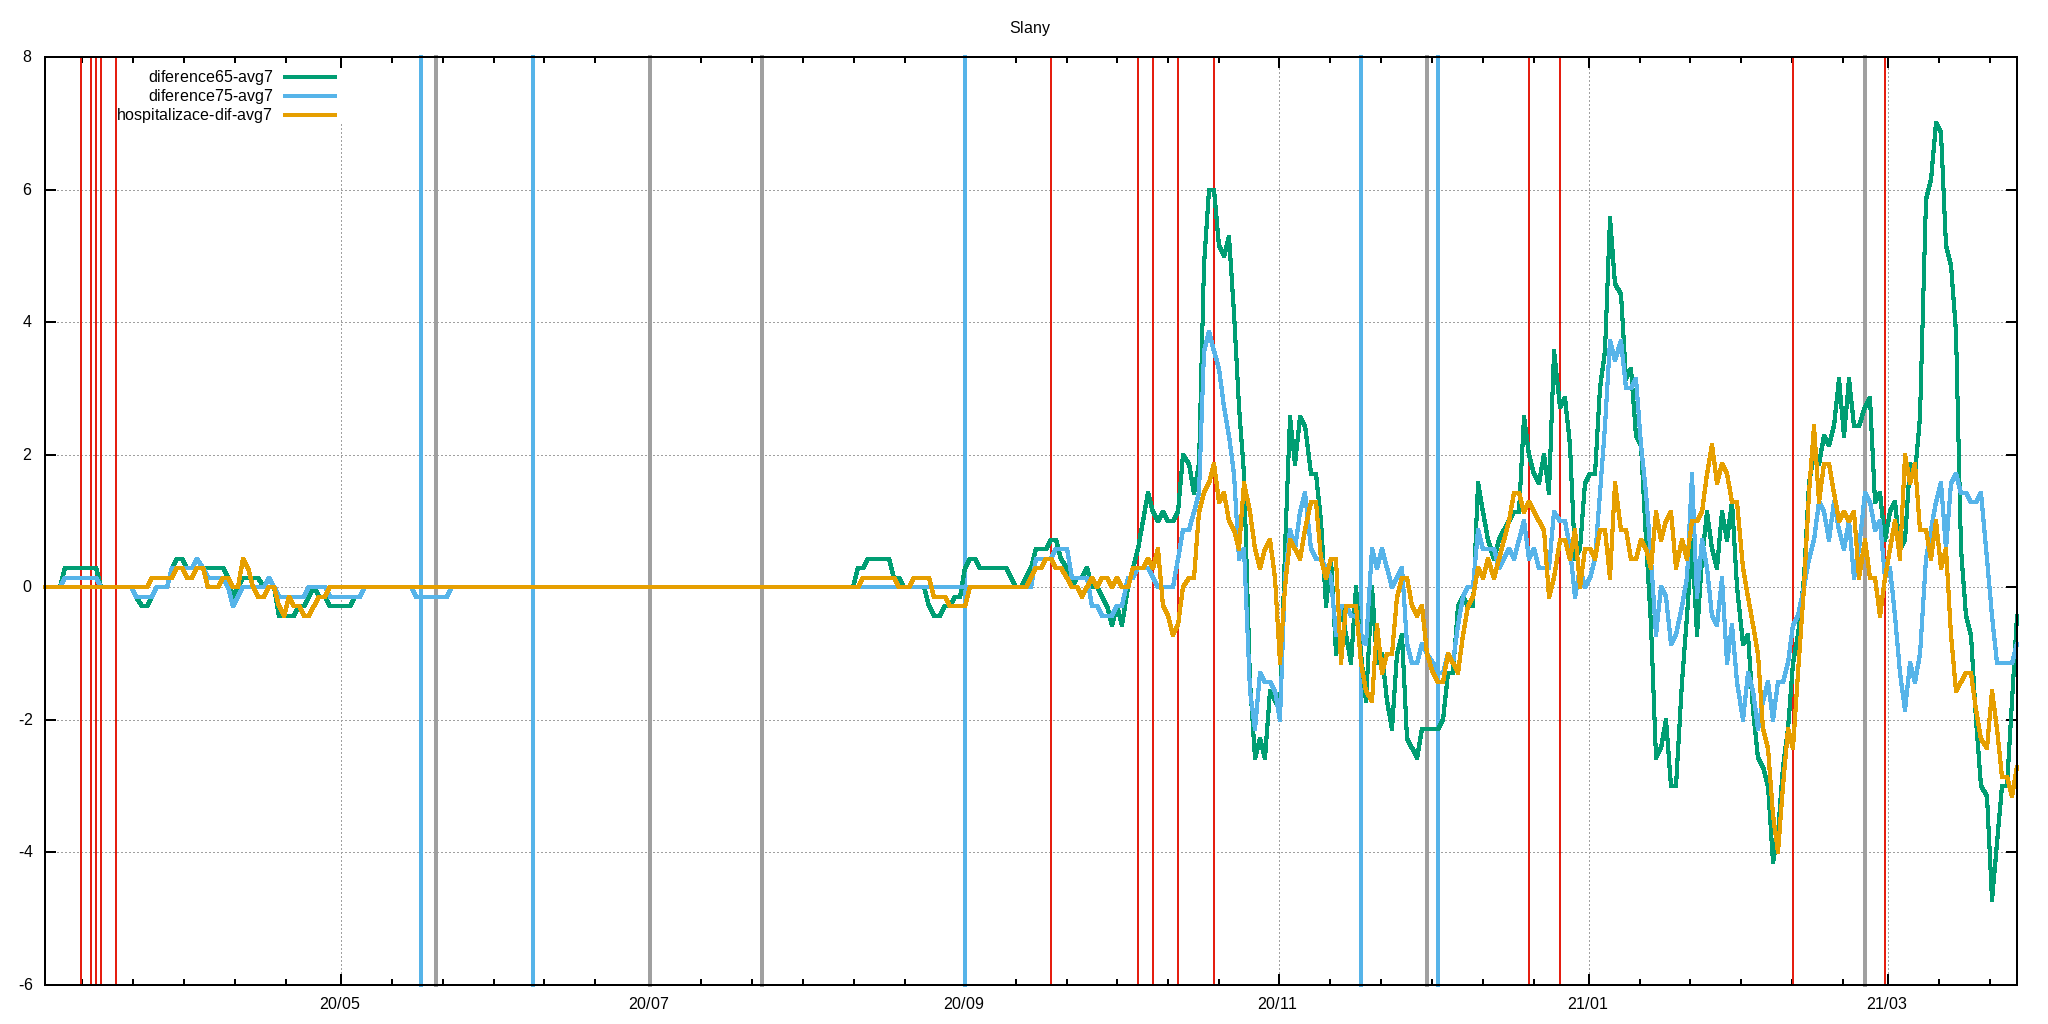 Slany
8
diference65-avg7
diference75-avg7
hospitalizace-dif-avg7
6
4
2
0
-2
-4
-6
20/05 20/07 20/09 20/11 21/01 21/03